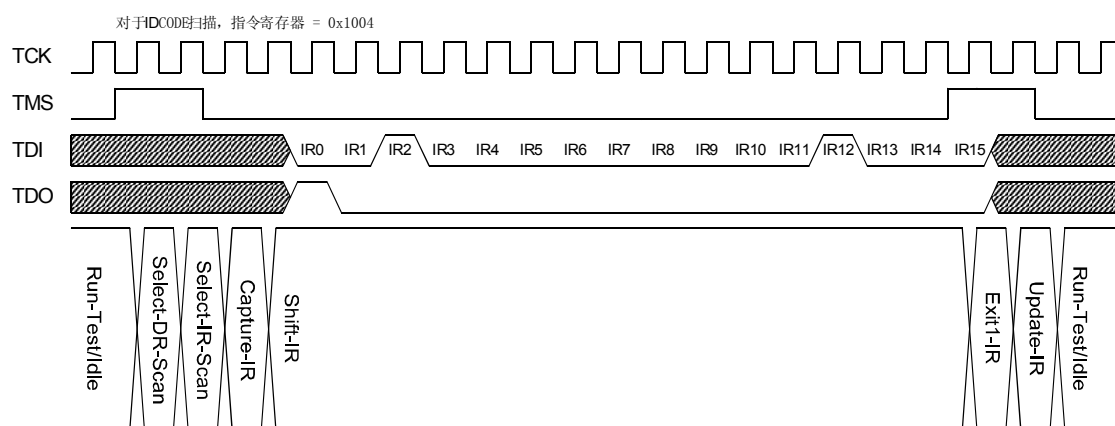 对于IDCODE扫描，指令寄存器 = 0x1004
TCK
TMS
TDI IR0 IR1 IR2 IR3 IR4 IR5 IR6 IR7 IR8 IR9 IR10 IR11 IR12 IR13 IR14 IR15
TDO
Run-Test/Idle
Select-DR-Scan
Select-IR-Scan
Capture-IR
Shift-IR
Exit1-IR
Update-IR
Run-Test/Idle